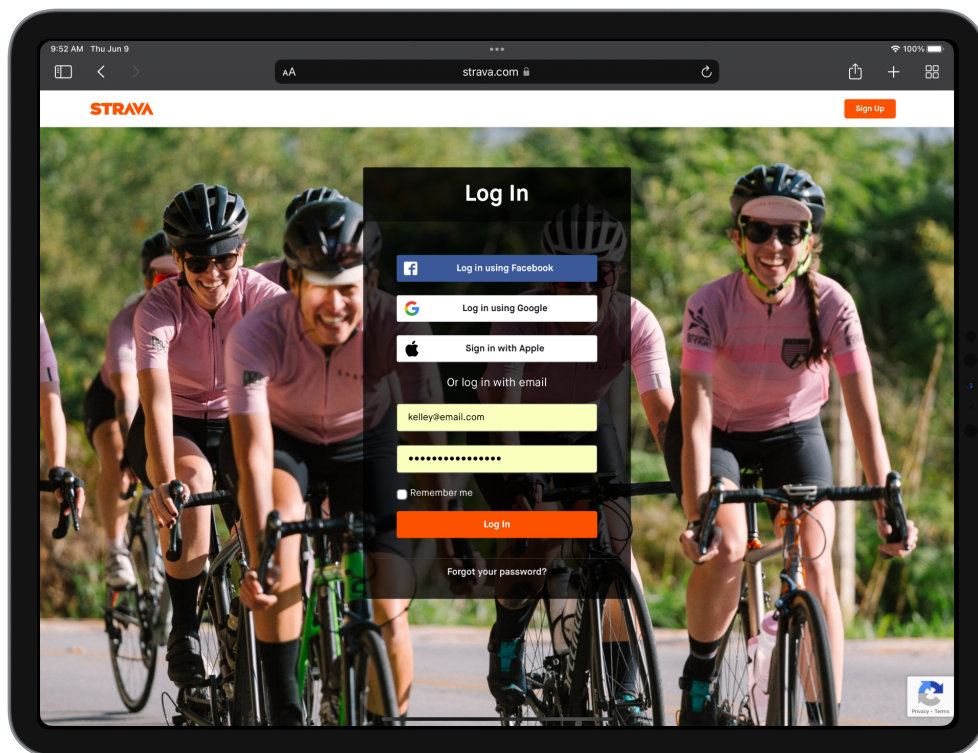 9:52 AM Thu Jun 9
100%
AA
strava.com
STRAVA
Sign Up
Log In
Log in using Facebook
Log in using Google
Sign in with Apple
Or log in with email
kelley@email.com
••••••••••••••••
Remember me
Log In
Forgot your password?
Privacy - Terms